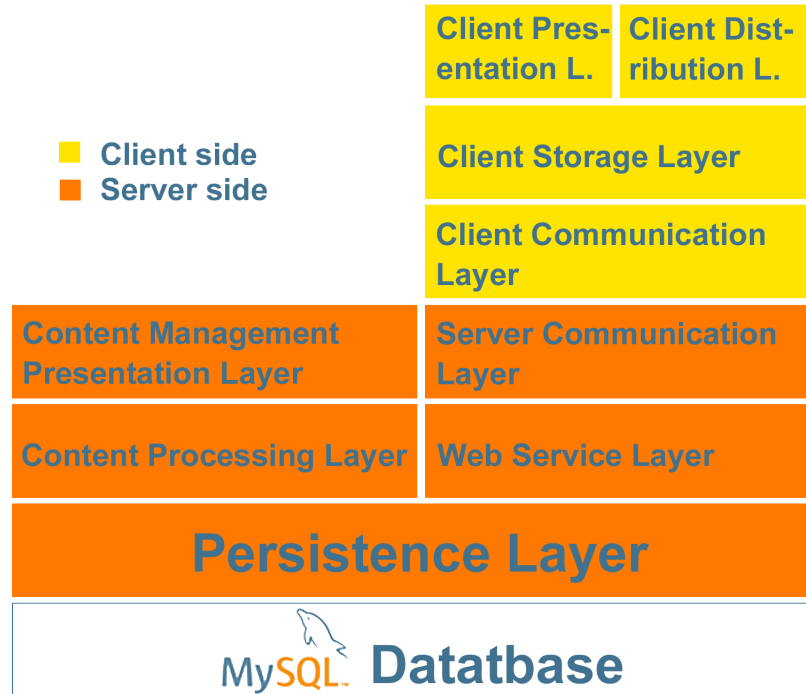 Client Pres-
entation L.
Client Dist-
ribution L.
Client side
Server side
Client Storage Layer
Client Communication
Layer
Content Management
Presentation Layer
Server Communication
Layer
Content Processing Layer
Web Service Layer
Persistence Layer
MySQL™ Datatbase